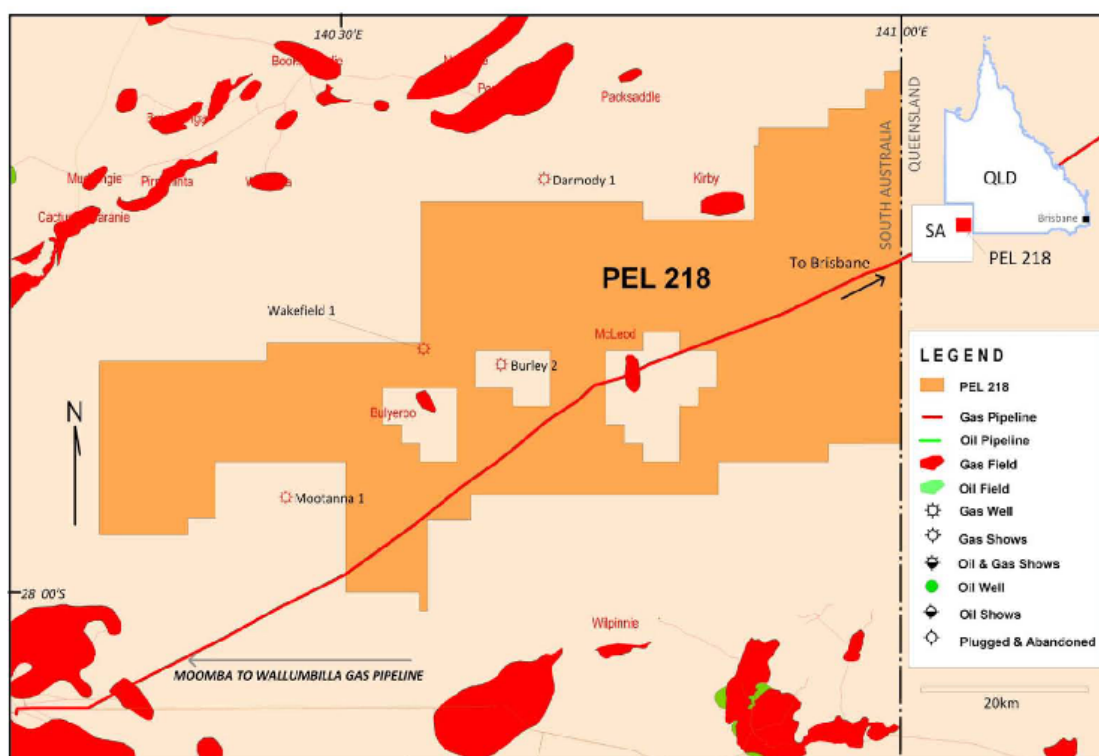 140 30'E
141 00'E
Packsaddle
Darmody 1
Kirby
SOUTH AUSTRALIA
QUEENSLAND
QLD
Brisbane
SA
PEL 218
PEL 218
To Brisbane
Wakefield 1
McLeod
Burley 2
Bulyeroo
N
Mootanna 1
28 00'S
Wilpinnie
MOOMBA TO WALLUMBILLA GAS PIPELINE
LEGEND
PEL 218
Gas Pipeline
Oil Pipeline
Gas Field
Oil Field
Gas Well
Gas Shows
Oil & Gas Shows
Oil Well
Oil Shows
Plugged & Abandoned
20km